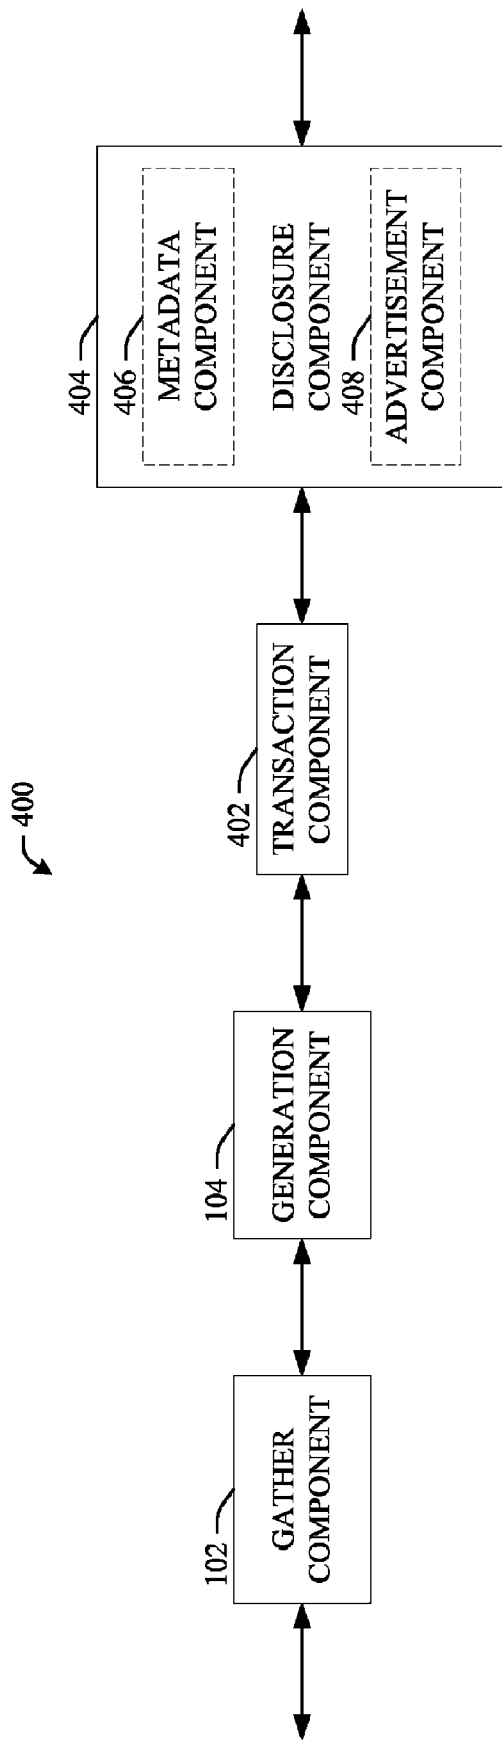 400
102
GATHER
COMPONENT
104
GENERATION
COMPONENT
402
TRANSACTION
COMPONENT
404
406
METADATA
COMPONENT
DISCLOSURE
COMPONENT
408
ADVERTISEMENT
COMPONENT